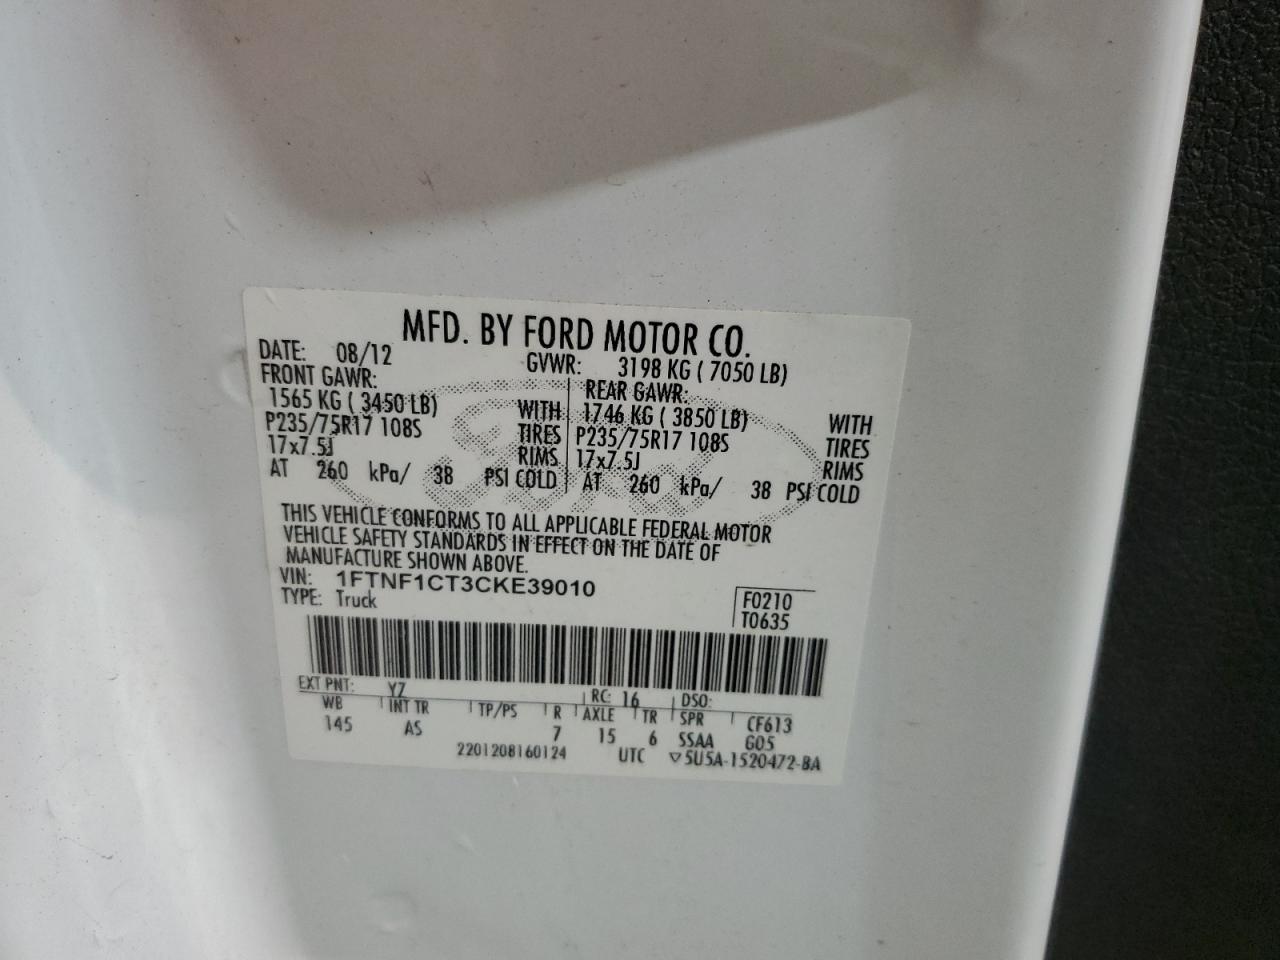 MFD. BY FORD MOTOR CO.
DATE: 08/12 GVWR: 3198 KG ( 7050 LB)
FRONT GAWR: REAR GAWR:
1565 KG ( 3450 LB) WITH 1746 KG ( 3850 LB) WITH
P235/75R17 108S TIRES P235/75R17 108S TIRES
17x7.5J RIMS 17x7.5J RIMS
AT 260 kPa/ 38 PSI COLD AT 260 kPa/ 38 PSI COLD
THIS VEHICLE CONFORMS TO ALL APPLICABLE FEDERAL MOTOR
VEHICLE SAFETY STANDARDS IN EFFECT ON THE DATE OF
MANUFACTURE SHOWN ABOVE.
VIN: 1FTNF1CT3CKE39010
TYPE: Truck
F0210
T0635
EXT PNT: YZ RC: 16 DSO:
WB INT TR TP/PS R AXLE TR SPR CF613
145 AS 7 15 6 SSAA G05
2201208160124 UTC ▽5U5A-1520472-BA